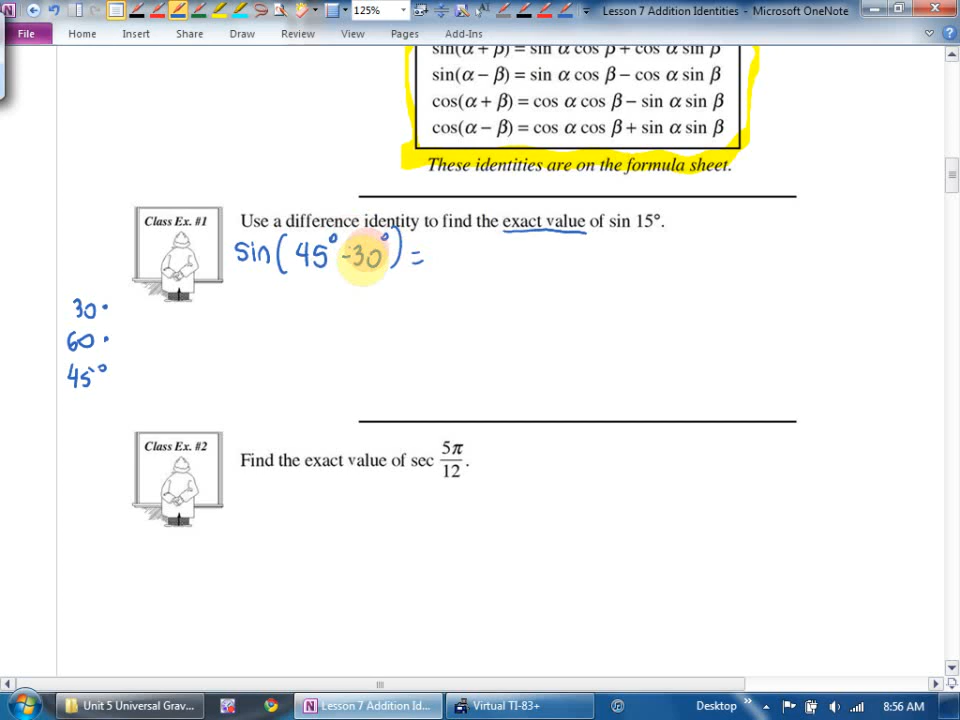 125%
Lesson 7 Addition Identities - Microsoft OneNote
File Home Insert Share Draw Review View Pages Add-Ins
sin(α + β) = sin α cos β + cos α sin β
sin(α − β) = sin α cos β − cos α sin β
cos(α + β) = cos α cos β − sin α sin β
cos(α − β) = cos α cos β + sin α sin β
These identities are on the formula sheet.
Class Ex. #1
Use a difference identity to find the exact value of sin 15°.
sin(45° -30°) =
30°
60°
45°
Class Ex. #2
Find the exact value of sec 5π/12.
Unit 5 Universal Grav... Lesson 7 Addition Id... Virtual TI-83+ Desktop 8:56 AM